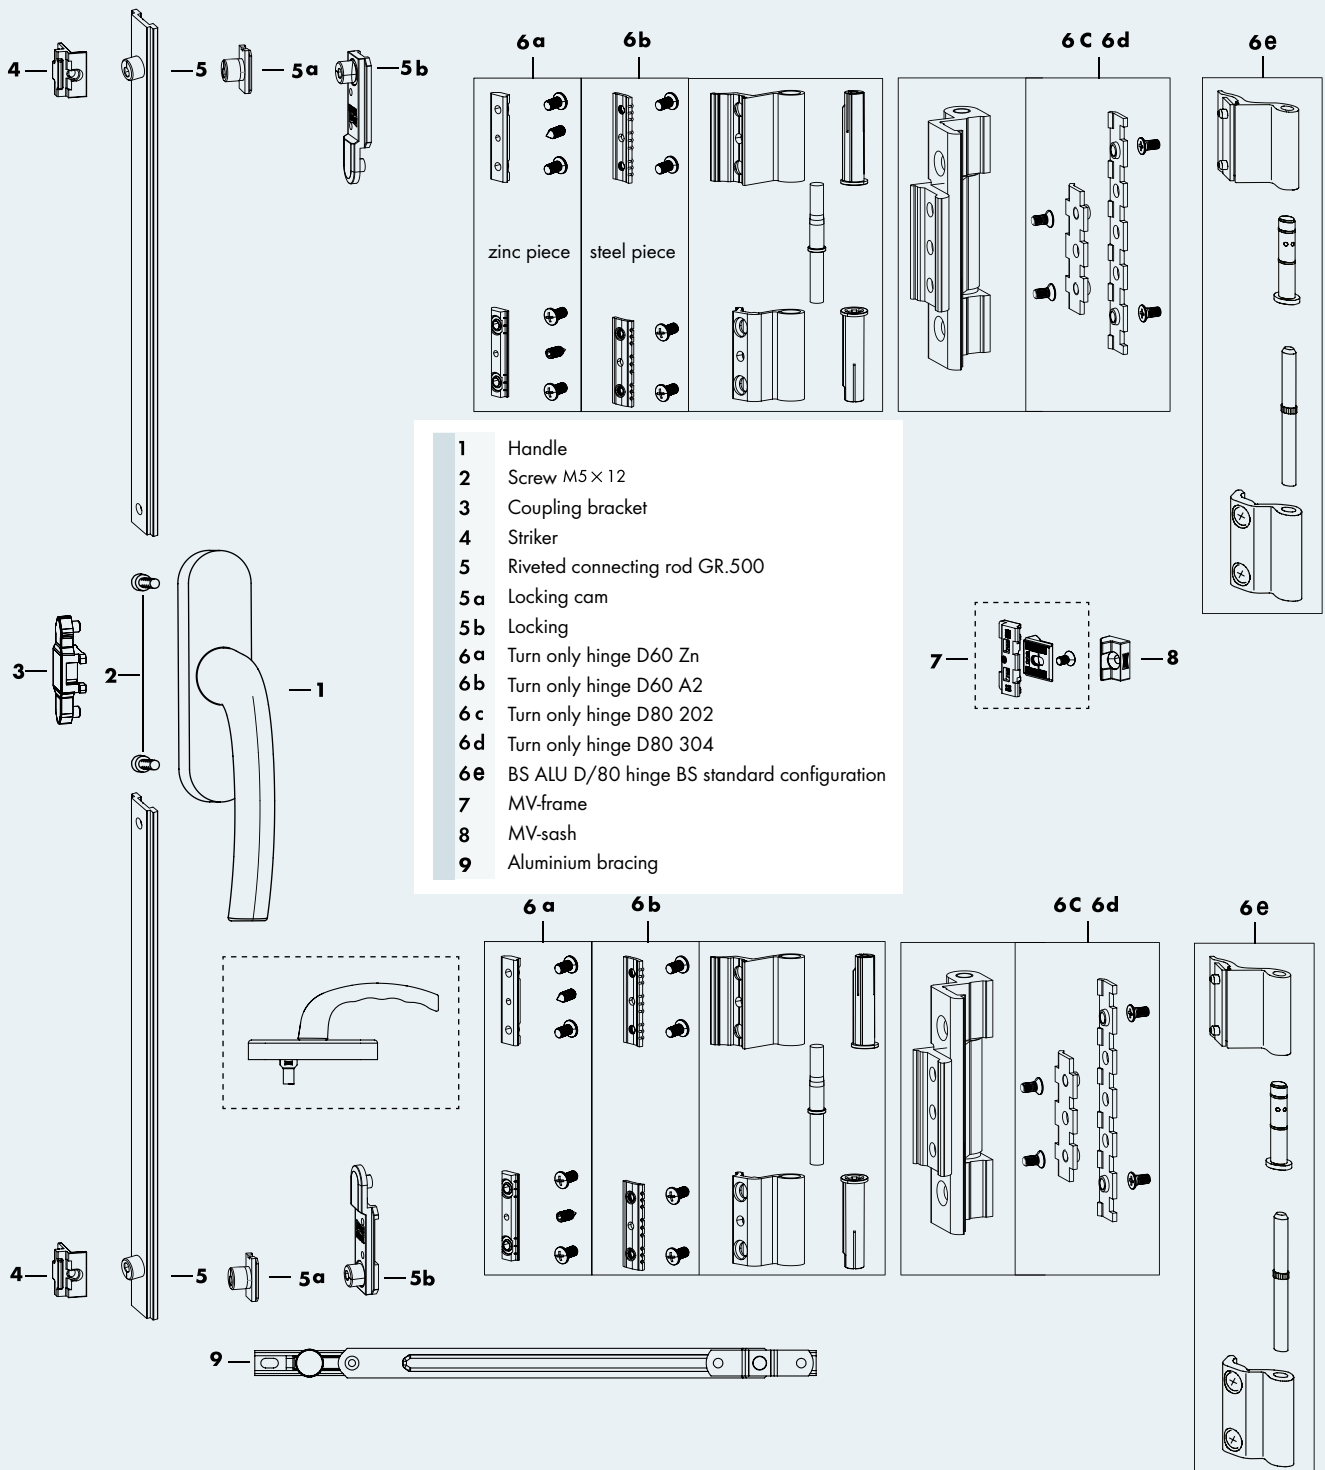 6a 6b 6C 6d 6e
4 5 5a 5b
zinc piece steel piece
1 Handle
2 Screw M5×12
3 Coupling bracket
4 Striker
5 Riveted connecting rod GR.500
5a Locking cam
5b Locking
6a Turn only hinge D60 Zn
6b Turn only hinge D60 A2
6c Turn only hinge D80 202
6d Turn only hinge D80 304
6e BS ALU D/80 hinge BS standard configuration
7 MV-frame
8 MV-sash
9 Aluminium bracing
3 2 1
7 8
6a 6b 6C 6d 6e
4 5 5a 5b
9